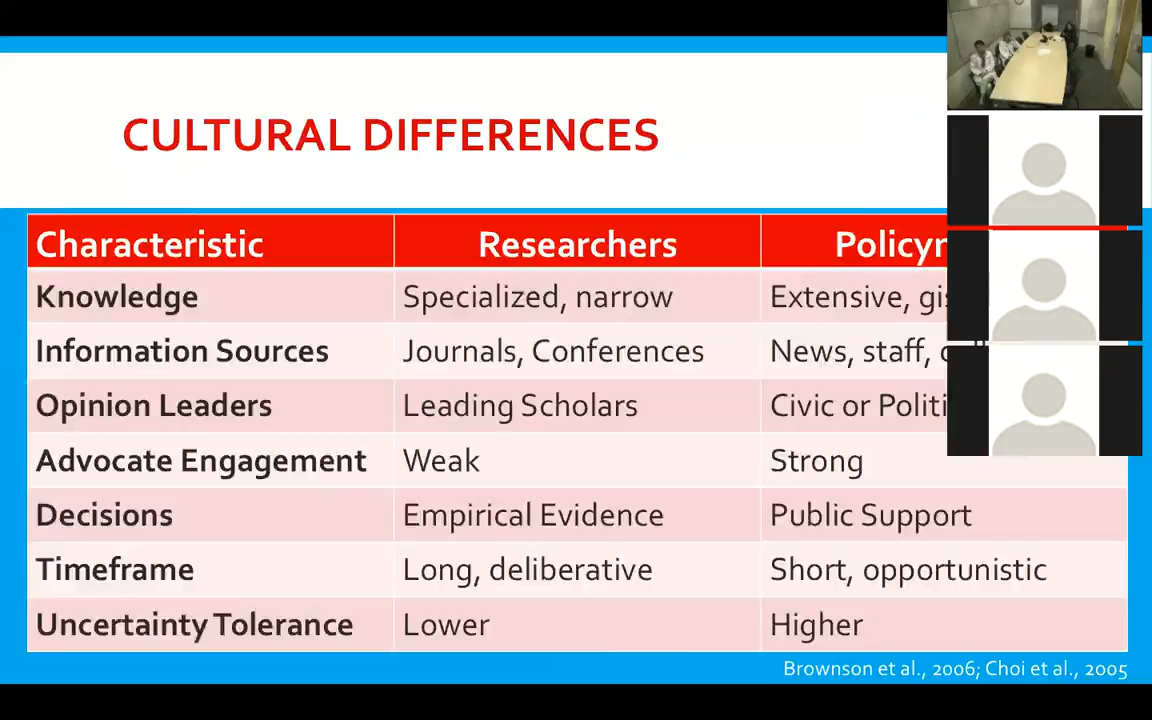 CULTURAL DIFFERENCES
Characteristic Researchers
Knowledge Specialized, narrow Extensive,
Information Sources Journals, Conferences News, staff,
Opinion Leaders Leading Scholars Civic or
Advocate Engagement Weak Strong
Decisions Empirical Evidence Public Support
Timeframe Long, deliberative Short, opportunistic
Uncertainty Tolerance Lower Higher
Brownson et al., 2006; Choi et al., 2005